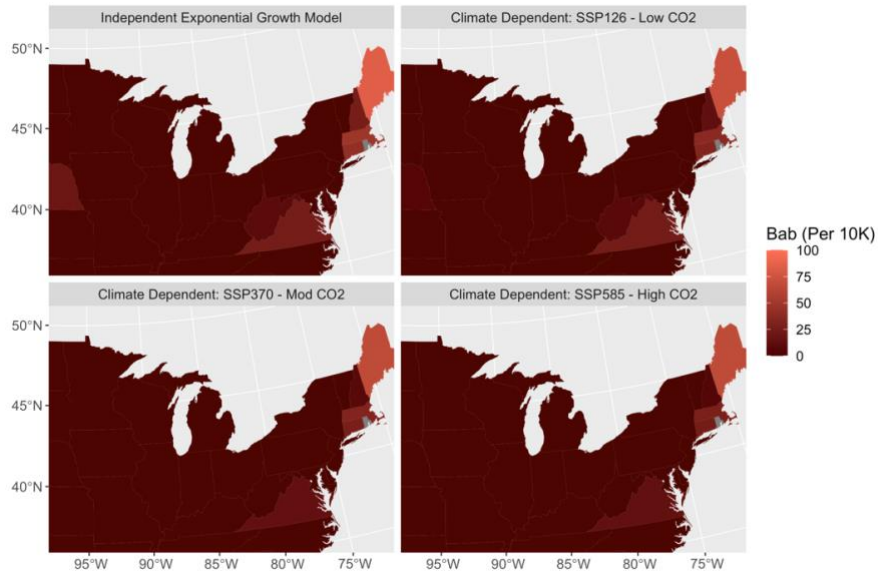 Independent Exponential Growth Model
Climate Dependent: SSP126 - Low CO2
50°N
45°N
40°N
Bab (Per 10K)
100
75
50
25
0
Climate Dependent: SSP370 - Mod CO2
Climate Dependent: SSP585 - High CO2
50°N
45°N
40°N
95°W 90°W 85°W 80°W 75°W
95°W 90°W 85°W 80°W 75°W